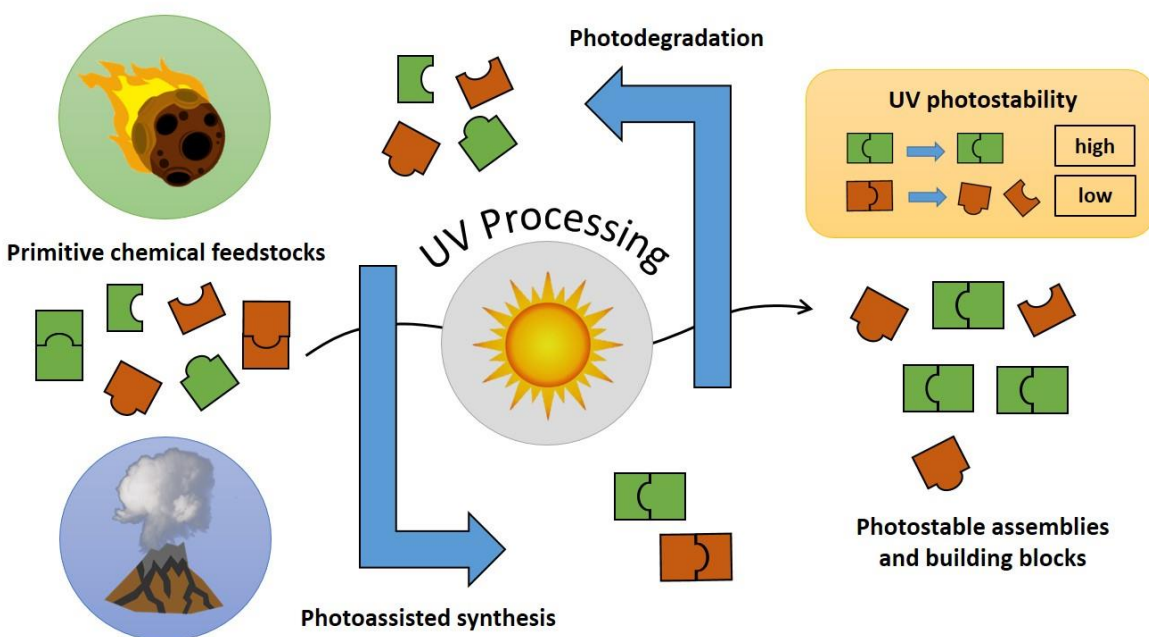 Photodegradation
UV photostability
high
low
UV Processing
Primitive chemical feedstocks
Photostable assemblies
and building blocks
Photoassisted synthesis